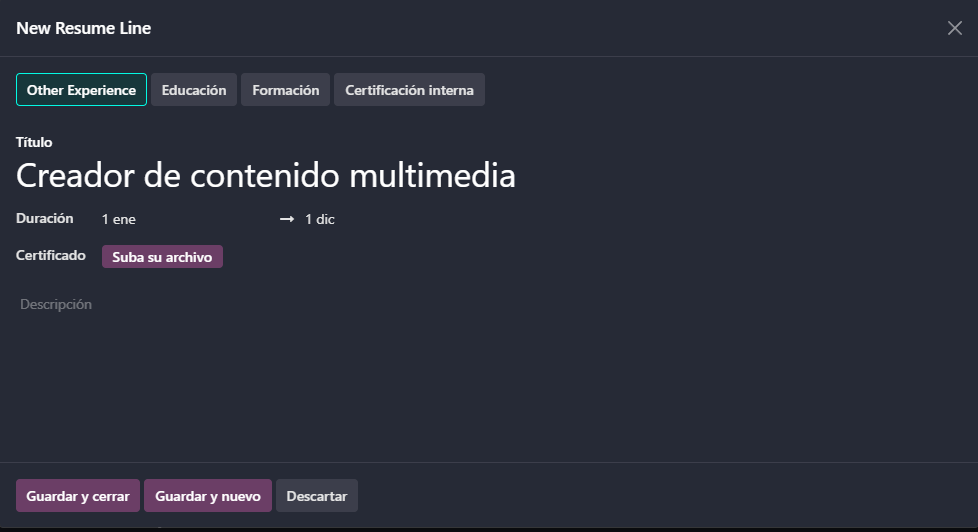 New Resume Line
Other Experience Educación Formación Certificación interna
Título
Creador de contenido multimedia
Duración 1 ene → 1 dic
Certificado Suba su archivo
Descripción
Guardar y cerrar Guardar y nuevo Descartar